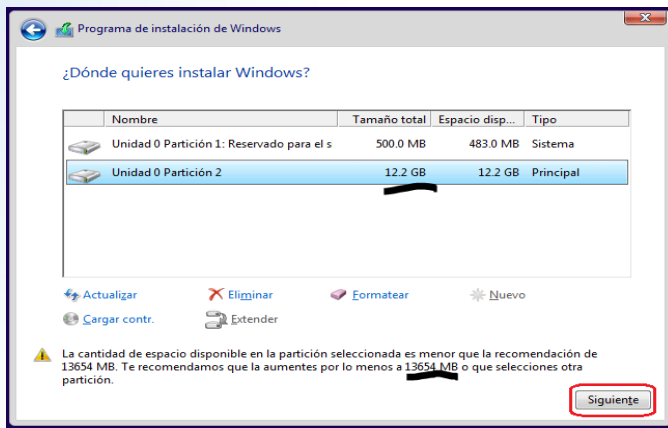 Programa de instalación de Windows
¿Dónde quieres instalar Windows?
Nombre Tamaño total Espacio disp... Tipo
Unidad 0 Partición 1: Reservado para el s 500.0 MB 483.0 MB Sistema
Unidad 0 Partición 2 12.2 GB 12.2 GB Principal
Actualizar Eliminar Formatear Nuevo
Cargar contr. Extender
La cantidad de espacio disponible en la partición seleccionada es menor que la recomendación de
13654 MB. Te recomendamos que la aumentes por lo menos a 13654 MB o que selecciones otra
partición.
Siguiente